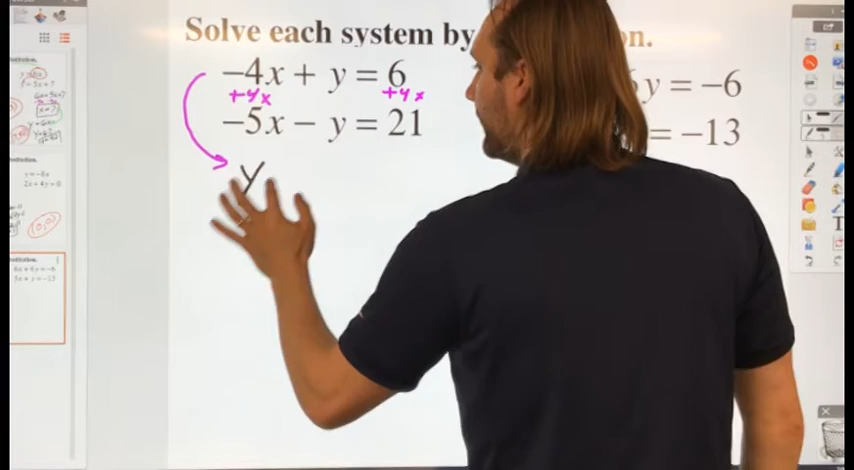 Solve each system by n.
−4x + y = 6
+4x +4x
−5x − y = 21
y
y = −6
= −13